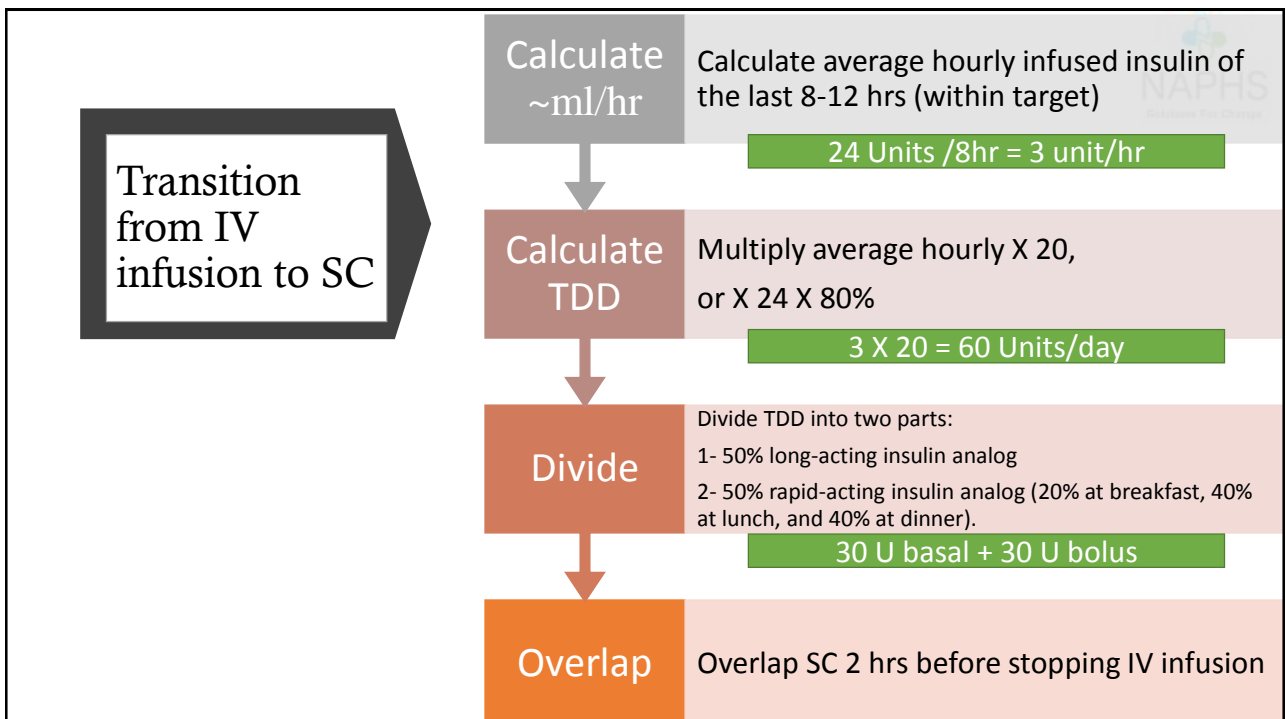 Transition
from IV
infusion to SC
Calculate
~ml/hr
Calculate average hourly infused insulin of
the last 8-12 hrs (within target)
NAPHS
24 Units /8hr = 3 unit/hr
Calculate
TDD
Multiply average hourly X 20,
or X 24 X 80%
3 X 20 = 60 Units/day
Divide
Divide TDD into two parts:
1- 50% long-acting insulin analog
2- 50% rapid-acting insulin analog (20% at breakfast, 40%
at lunch, and 40% at dinner).
30 U basal + 30 U bolus
Overlap
Overlap SC 2 hrs before stopping IV infusion